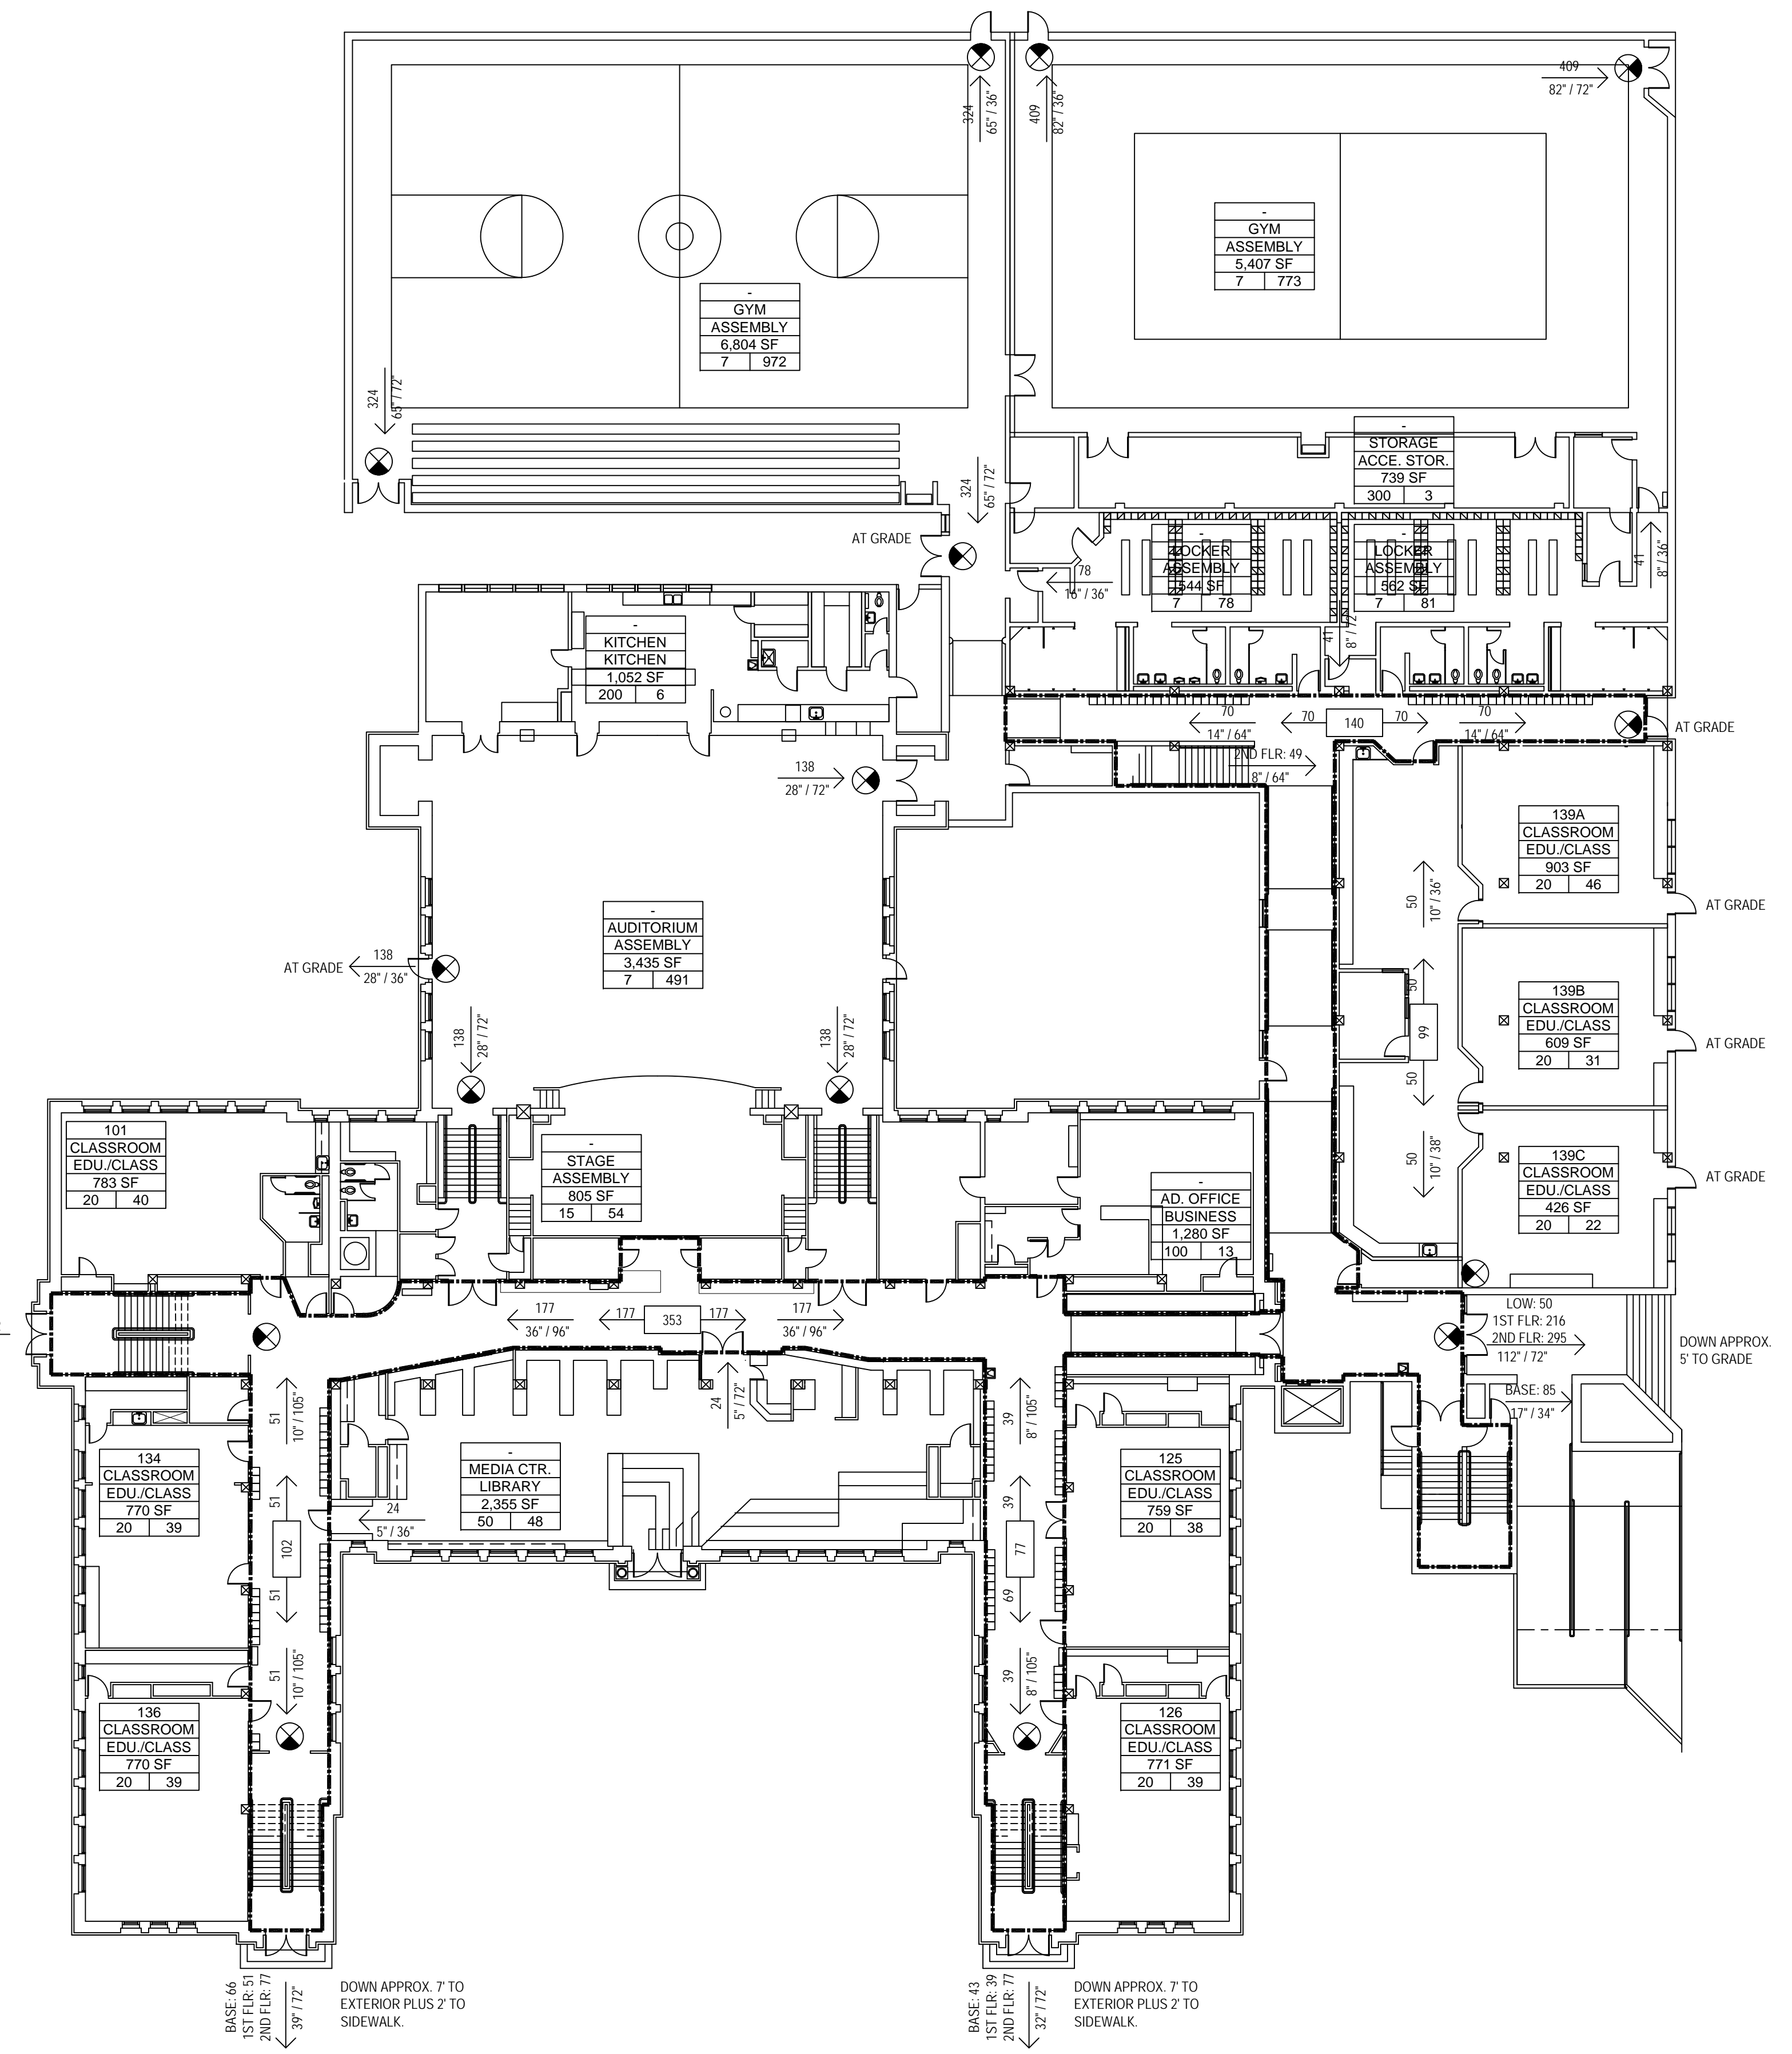 324
65" / 36"
409
82" / 36"
409
82" / 72"
-
GYM
ASSEMBLY
5,407 SF
7 773
-
GYM
ASSEMBLY
6,804 SF
7 972
324
65" / 72"
324
65" / 72"
-
STORAGE
ACCE. STOR.
739 SF
300 3
AT GRADE
-
LOCKER
ASSEMBLY
544 SF
7 78
-
LOCKER
ASSEMBLY
562 SF
7 81
78
16" / 36"
41
8" / 36"
41
8" / 72"
-
KITCHEN
KITCHEN
1,052 SF
200 6
70
14" / 64"
70
140
70
70
14" / 64"
AT GRADE
2ND FLR: 49
8" / 64"
138
28" / 72"
139A
CLASSROOM
EDU./CLASS
903 SF
20 46
AT GRADE
50
10" / 36"
-
AUDITORIUM
ASSEMBLY
3,435 SF
7 491
AT GRADE
138
28" / 36"
50
99
50
139B
CLASSROOM
EDU./CLASS
609 SF
20 31
AT GRADE
138
28" / 72"
138
28" / 72"
101
CLASSROOM
EDU./CLASS
783 SF
20 40
-
STAGE
ASSEMBLY
805 SF
15 54
-
AD. OFFICE
BUSINESS
1,280 SF
100 13
50
10" / 38"
139C
CLASSROOM
EDU./CLASS
426 SF
20 22
AT GRADE
177
36" / 96"
177
353
177
177
36" / 96"
LOW: 50
1ST FLR: 216
2ND FLR: 295
112" / 72"
DOWN APPROX.
5' TO GRADE
BASE: 85
17" / 34"
24
5" / 72"
51
10" / 105"
39
8" / 105"
134
CLASSROOM
EDU./CLASS
770 SF
20 39
-
MEDIA CTR.
LIBRARY
2,355 SF
50 48
125
CLASSROOM
EDU./CLASS
759 SF
20 38
24
5" / 36"
51
102
51
39
77
69
51
10" / 105"
39
8" / 105"
136
CLASSROOM
EDU./CLASS
770 SF
20 39
126
CLASSROOM
EDU./CLASS
771 SF
20 39
BASE: 66
1ST FLR: 51
2ND FLR: 77
39" / 72"
DOWN APPROX. 7' TO
EXTERIOR PLUS 2' TO
SIDEWALK.
BASE: 43
1ST FLR: 39
2ND FLR: 77
32" / 72"
DOWN APPROX. 7' TO
EXTERIOR PLUS 2' TO
SIDEWALK.